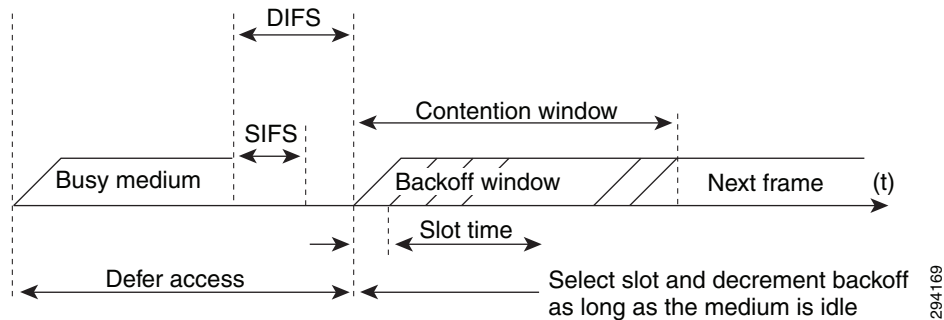 DIFS
Contention window
SIFS
Busy medium
Backoff window
Next frame
(t)
Slot time
Defer access
Select slot and decrement backoff
as long as the medium is idle
294169